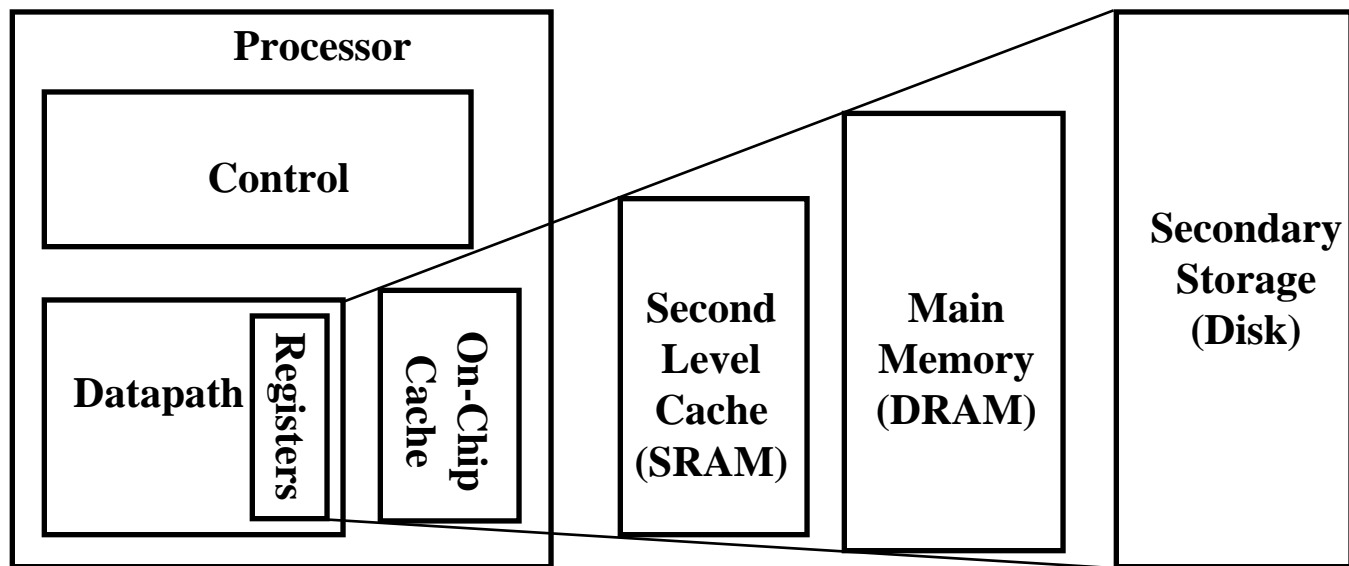 Processor
Control
Datapath
Registers
On-Chip
Cache
Second
Level
Cache
(SRAM)
Main
Memory
(DRAM)
Secondary
Storage
(Disk)